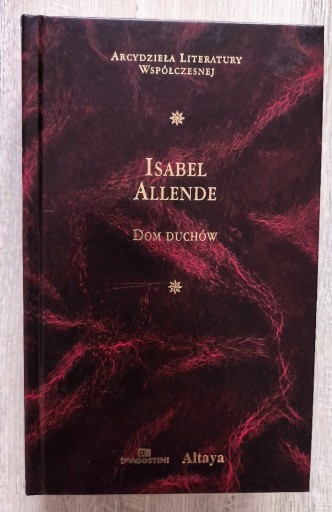 Arcydzieła Literatury
Współczesnej
Isabel
Allende
Dom duchów
DeAGOSTINI Altaya